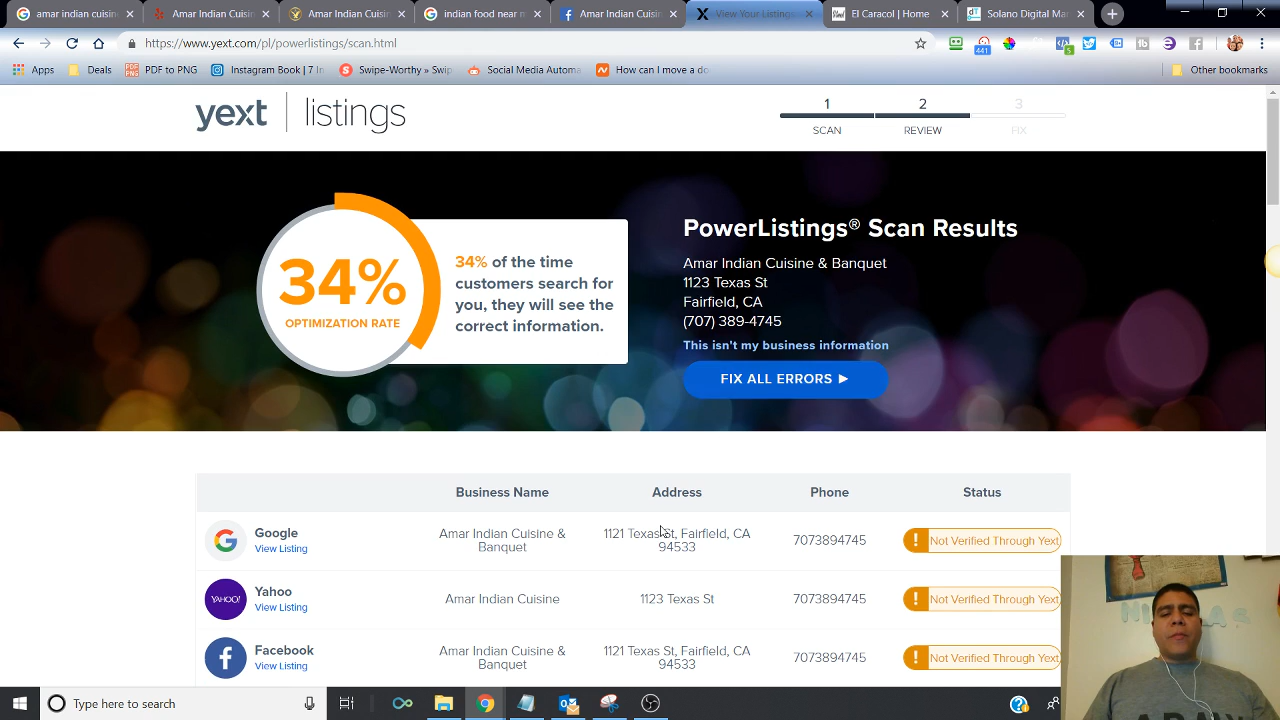 amar indian cuisin
Amar Indian Cuisi
Amar Indian Cuisin
indian food near m
Amar Indian Cuisin
View Your Listings
El Caracol | Home
Solano Digital Ma
https://www.yext.com/pl/powerlistings/scan.html
441
5
Apps
Deals
PDF to PNG
Instagram Book | 7 In
Swipe-Worthy » Swip
Social Media Automa
How can I move a do
Other bookmarks
yext listings
1 2 3
SCAN REVIEW FIX
34%
OPTIMIZATION RATE
34% of the time
customers search for
you, they will see the
correct information.
PowerListings® Scan Results
Amar Indian Cuisine & Banquet
1123 Texas St
Fairfield, CA
(707) 389-4745
This isn't my business information
FIX ALL ERRORS ►
Business Name Address Phone Status
Google
View Listing
Amar Indian Cuisine &
Banquet
1121 Texas St, Fairfield, CA
94533
7073894745
Not Verified Through Yext
YAHOO!
Yahoo
View Listing
Amar Indian Cuisine
1123 Texas St
7073894745
Not Verified Through Yext
Facebook
View Listing
Amar Indian Cuisine &
Banquet
1121 Texas St, Fairfield, CA
94533
7073894745
Not Verified Through Yext
Type here to search